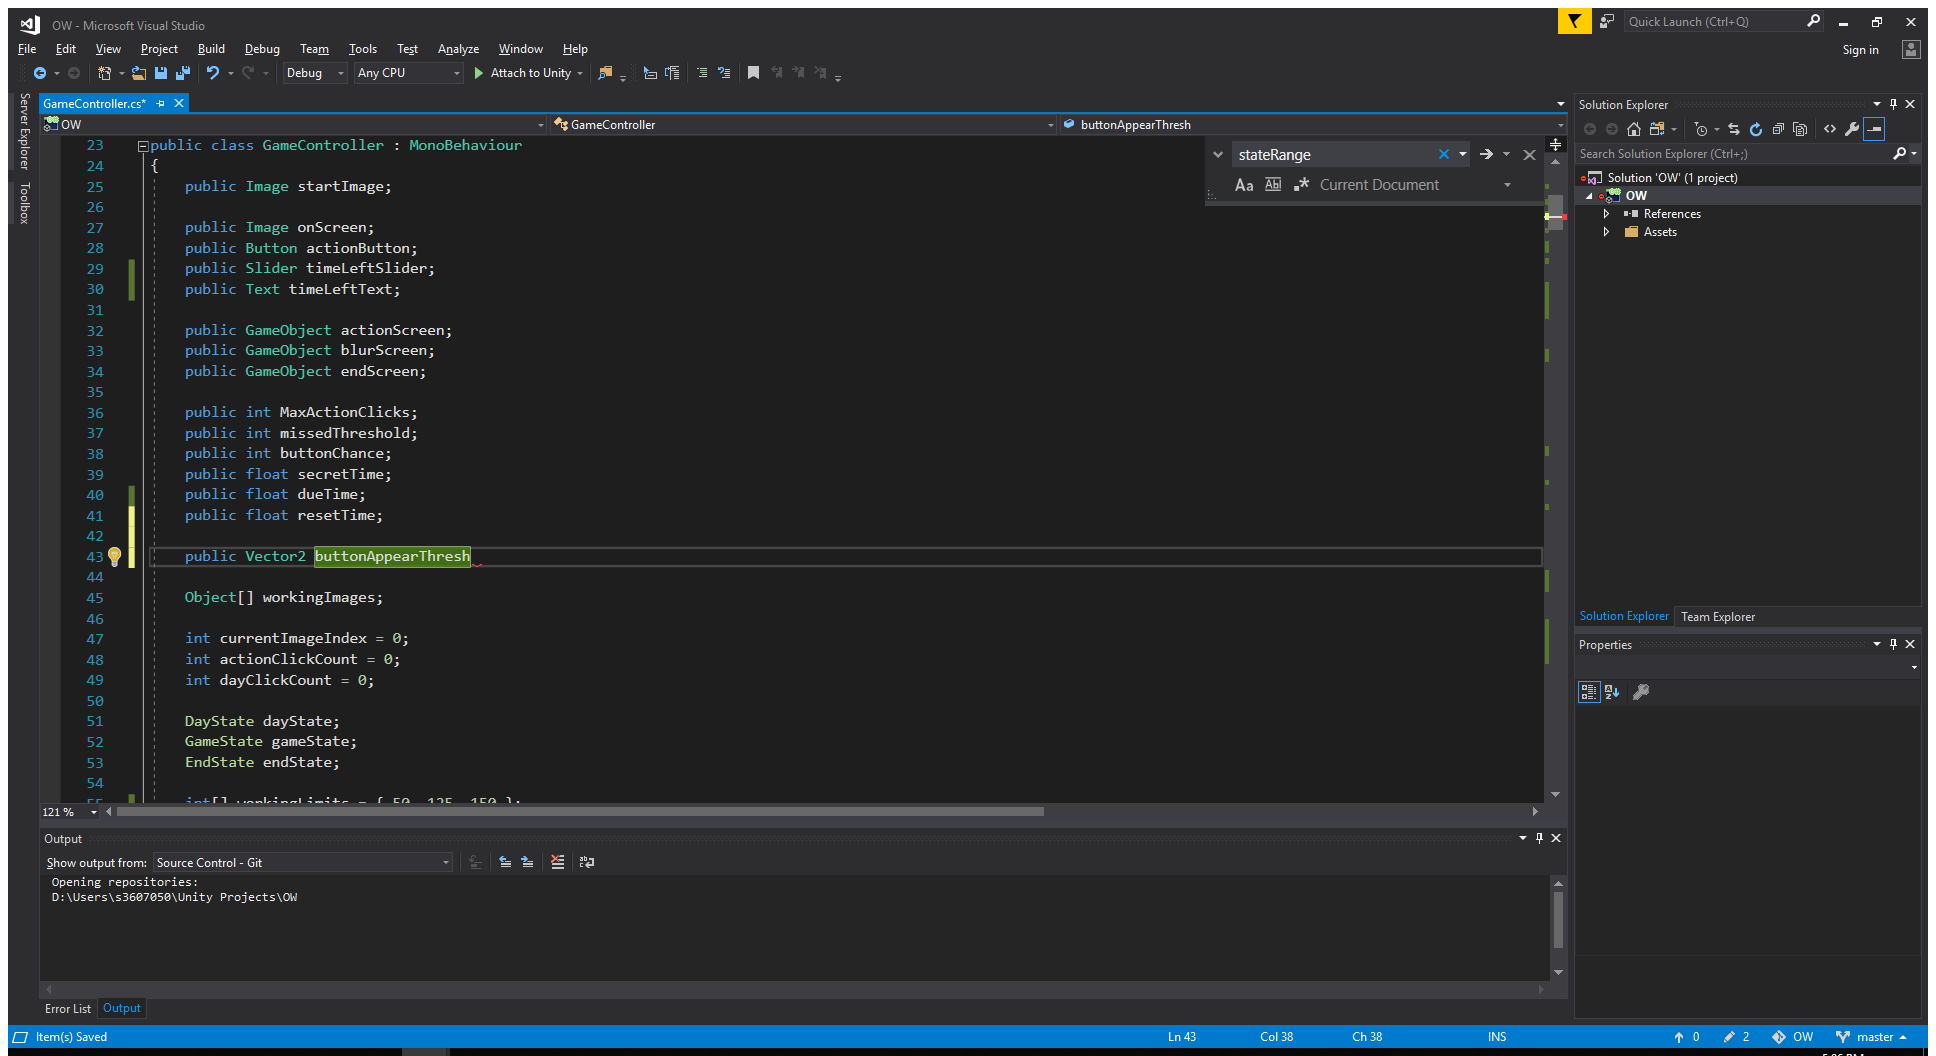 OW - Microsoft Visual Studio
Quick Launch (Ctrl+Q)
File Edit View Project Build Debug Team Tools Test Analyze Window Help
Sign in
Debug Any CPU Attach to Unity
Server Explorer
Toolbox
GameController.cs*
OW GameController buttonAppearThresh
stateRange
Aa Abl Current Document
23 public class GameController : MonoBehaviour
24 {
25 public Image startImage;
26
27 public Image onScreen;
28 public Button actionButton;
29 public Slider timeLeftSlider;
30 public Text timeLeftText;
31
32 public GameObject actionScreen;
33 public GameObject blurScreen;
34 public GameObject endScreen;
35
36 public int MaxActionClicks;
37 public int missedThreshold;
38 public int buttonChance;
39 public float secretTime;
40 public float dueTime;
41 public float resetTime;
42
43 public Vector2 buttonAppearThresh
44
45 Object[] workingImages;
46
47 int currentImageIndex = 0;
48 int actionClickCount = 0;
49 int dayClickCount = 0;
50
51 DayState dayState;
52 GameState gameState;
53 EndState endState;
54
55 int[] workingLimits = { 50, 125, 150 };
121 %
Solution Explorer
Search Solution Explorer (Ctrl+;)
Solution 'OW' (1 project)
OW
References
Assets
Solution Explorer Team Explorer
Properties
Output
Show output from: Source Control - Git
Opening repositories:
D:\Users\s3607050\Unity Projects\OW
Error List Output
Item(s) Saved Ln 43 Col 38 Ch 38 INS 0 2 OW master